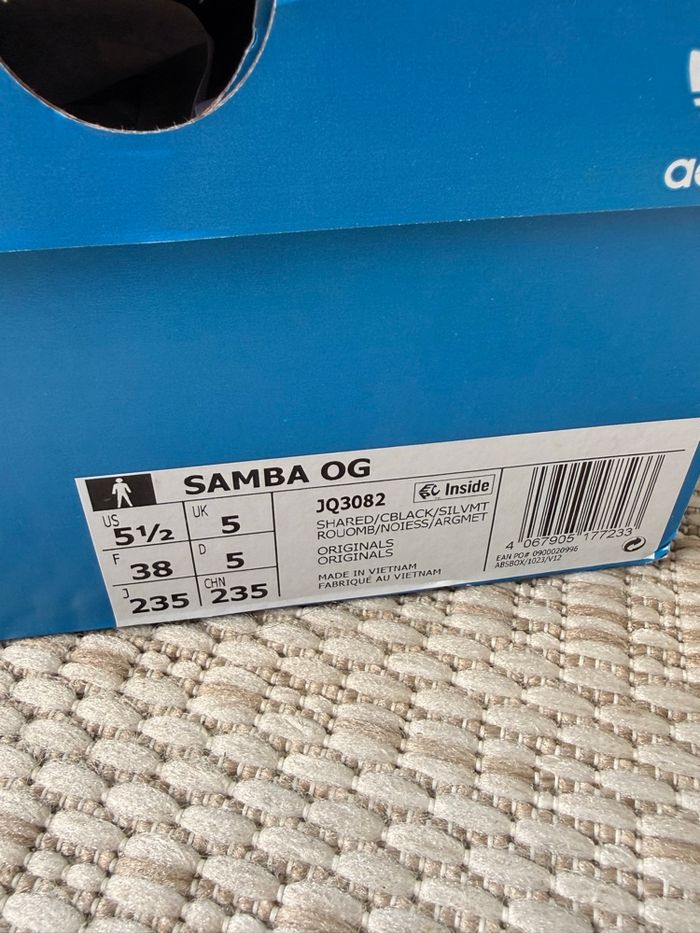 SAMBA OG
US 5½ UK 5
F 38 D 5
J 235 CHN 235
JQ3082
Inside
SHARED/CBLACK/SILVMT
ROUOMB/NOIESS/ARGMET
ORIGINALS
ORIGINALS
MADE IN VIETNAM
FABRIQUÉ AU VIETNAM
4 067905 177233
EAN PO# 0900020996
ABSBOX/1023/V12